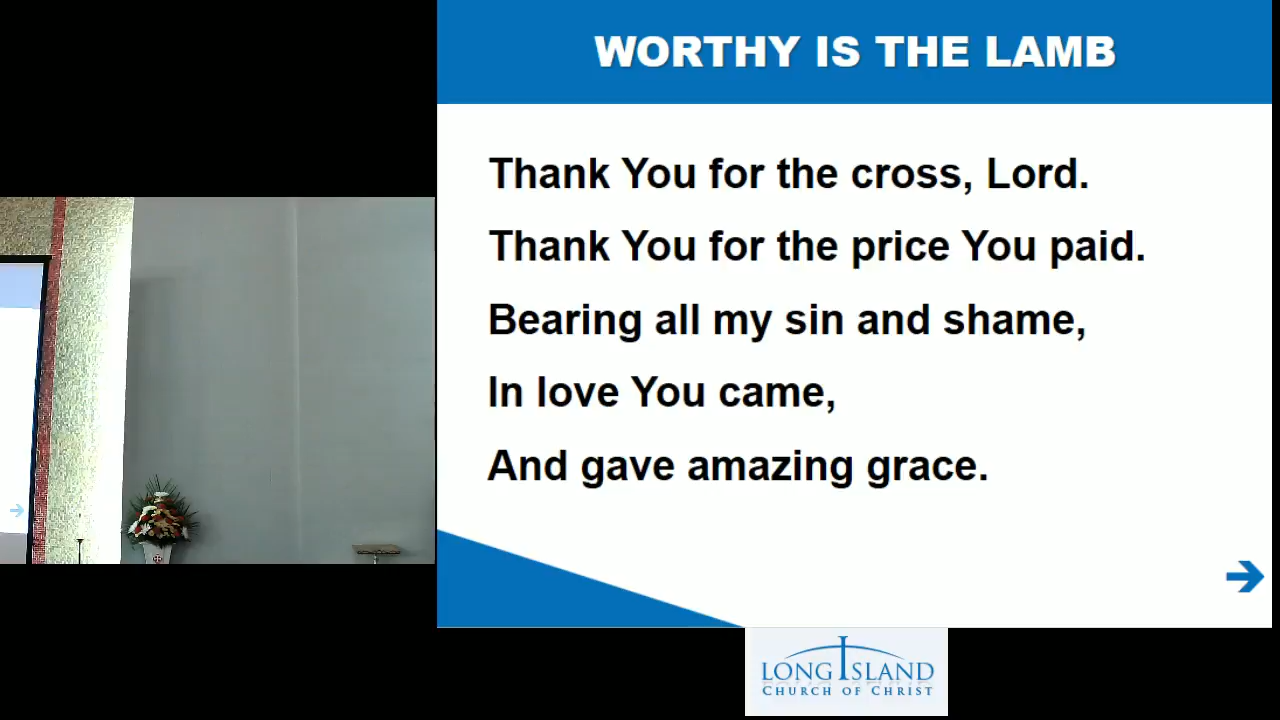 WORTHY IS THE LAMB
Thank You for the cross, Lord.
Thank You for the price You paid.
Bearing all my sin and shame,
In love You came,
And gave amazing grace.
LONG ISLAND
CHURCH OF CHRIST